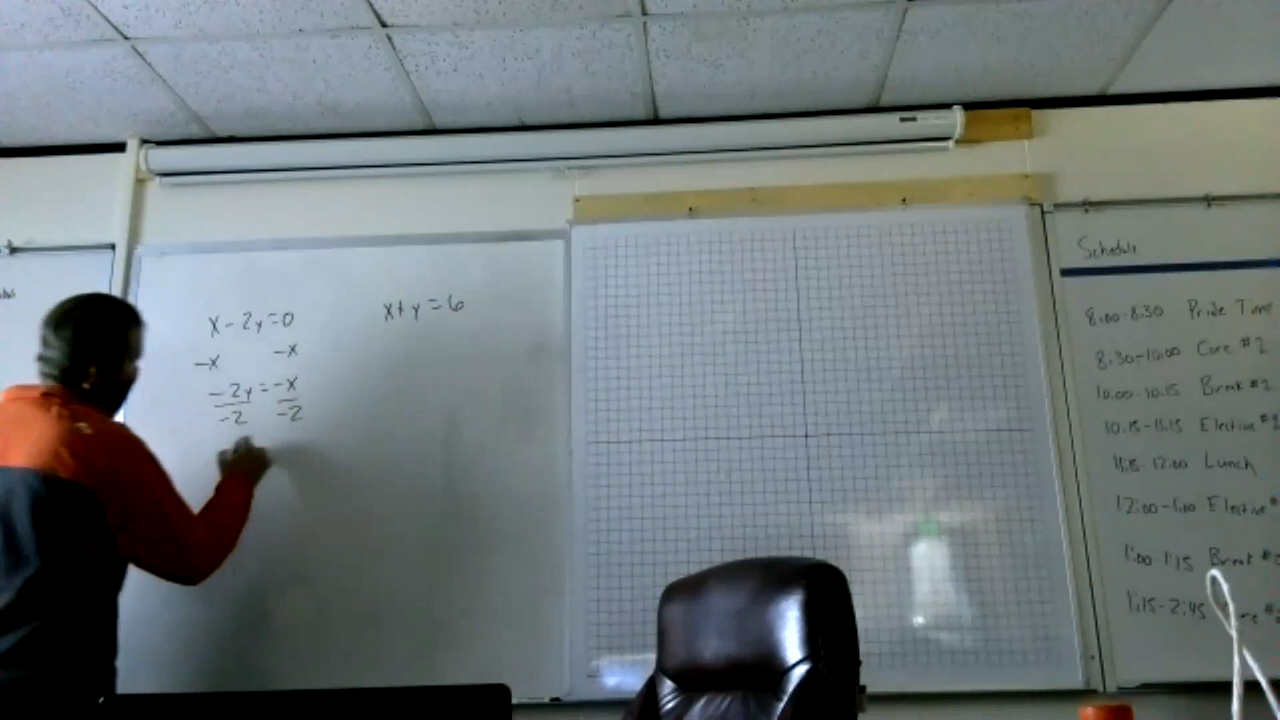 x - 2y = 0
-x -x
-2y = -x
-2 -2
x + y = 6
Schedule
8:00-8:30 Pride Time
8:30-10:00 Core #2
10:00-10:15 Break #2
10:15-11:15 Elective #
11:15-12:00 Lunch
12:00-1:00 Elective #
1:00-1:15 Break #
1:15-2:45